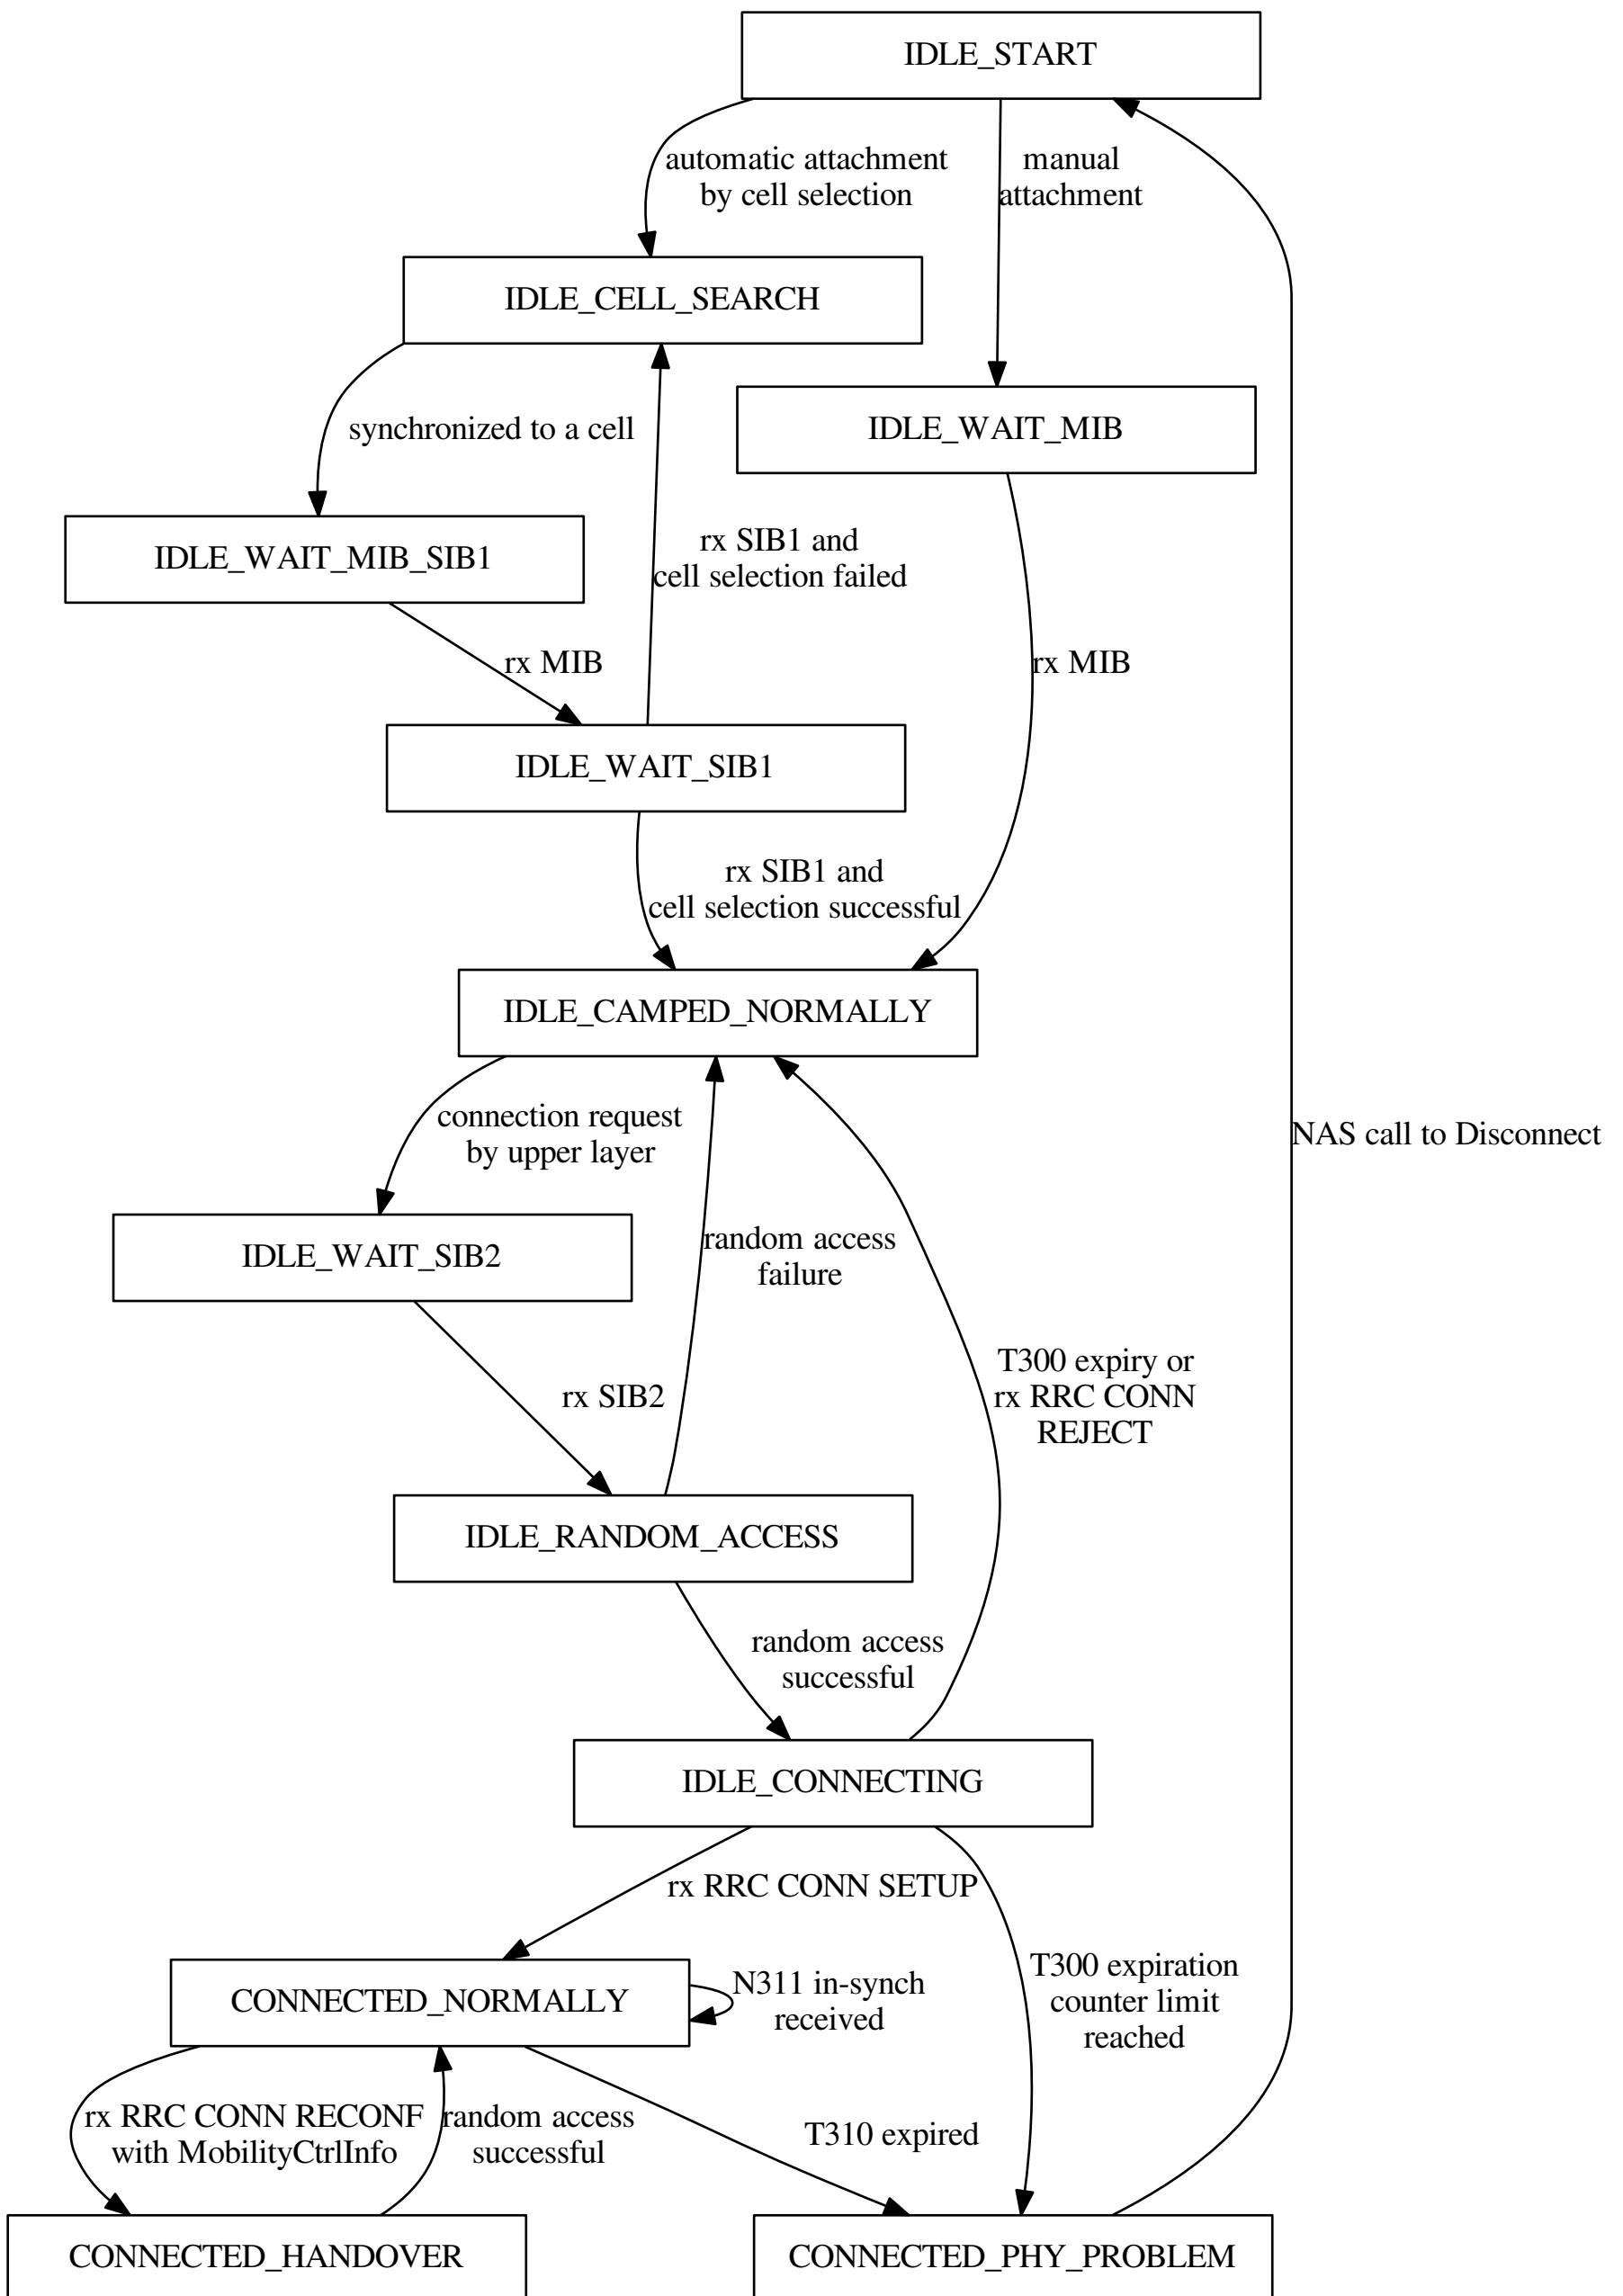 IDLE_START
automatic attachment
by cell selection
manual
attachment
IDLE_CELL_SEARCH
IDLE_WAIT_MIB
synchronized to a cell
IDLE_WAIT_MIB_SIB1
rx SIB1 and
cell selection failed
rx MIB
rx MIB
IDLE_WAIT_SIB1
rx SIB1 and
cell selection successful
IDLE_CAMPED_NORMALLY
connection request
by upper layer
NAS call to Disconnect
IDLE_WAIT_SIB2
random access
failure
T300 expiry or
rx RRC CONN
REJECT
rx SIB2
IDLE_RANDOM_ACCESS
random access
successful
IDLE_CONNECTING
rx RRC CONN SETUP
CONNECTED_NORMALLY
N311 in-synch
received
T300 expiration
counter limit
reached
rx RRC CONN RECONF
with MobilityCtrlInfo
random access
successful
T310 expired
CONNECTED_HANDOVER
CONNECTED_PHY_PROBLEM